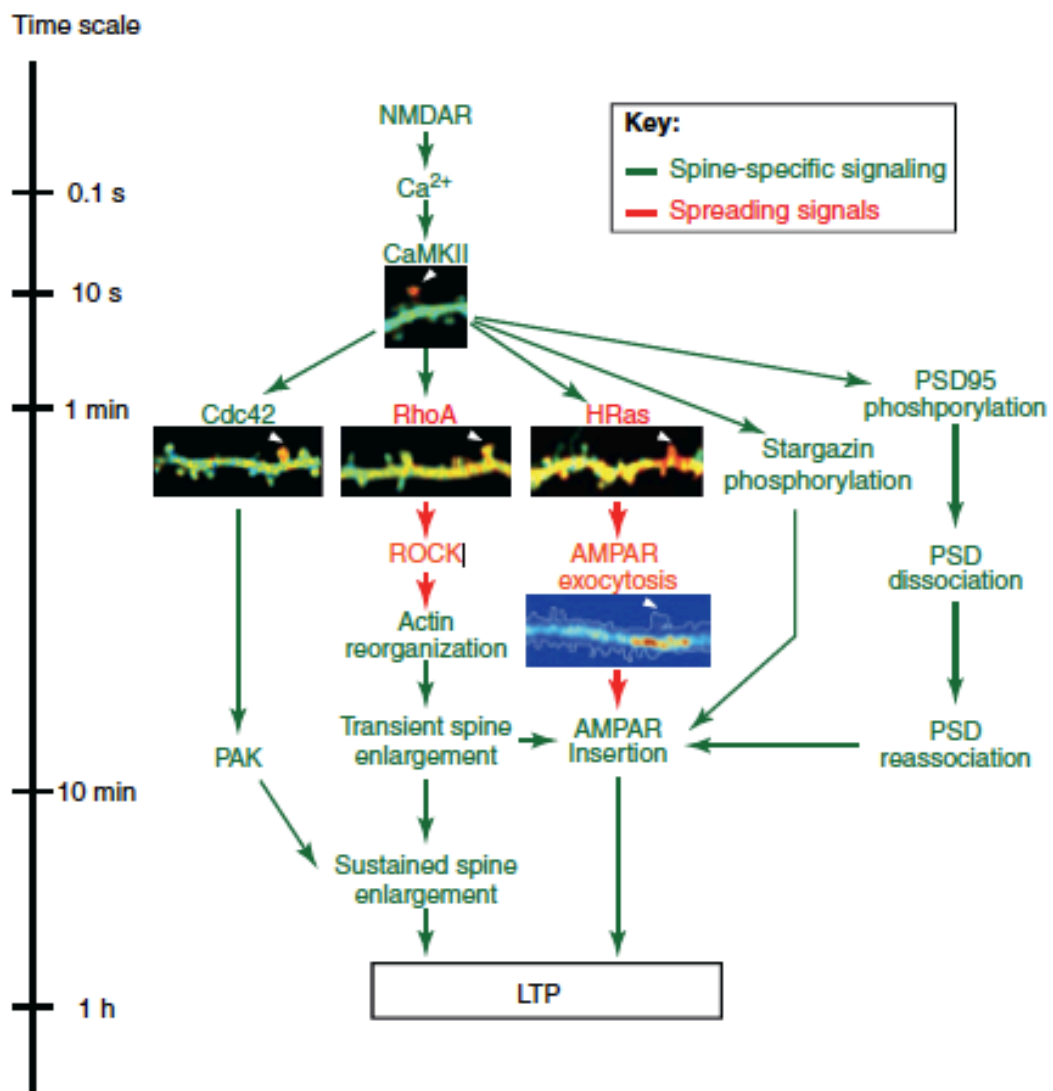 Time scale
NMDAR
Key:
Spine-specific signaling
Spreading signals
0.1 s
Ca²⁺
CaMKII
10 s
1 min
Cdc42
RhoA
HRas
PSD95
phoshporylation
Stargazin
phosphorylation
ROCK
AMPAR
exocytosis
PSD
dissociation
Actin
reorganization
Transient spine
enlargement
AMPAR
Insertion
PAK
PSD
reassociation
10 min
Sustained spine
enlargement
LTP
1 h